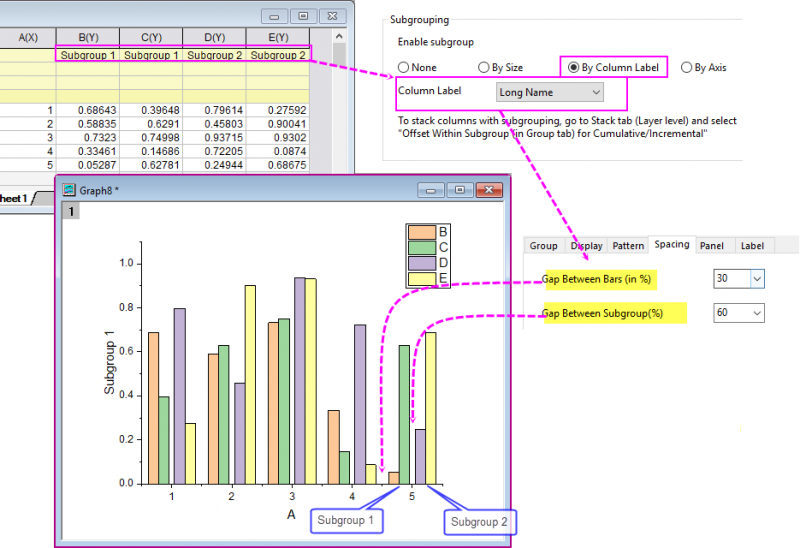 A(X) B(Y) C(Y) D(Y) E(Y)
Subgroup 1 Subgroup 1 Subgroup 2 Subgroup 2
1 0.68643 0.39648 0.79614 0.27592
2 0.58835 0.6291 0.45803 0.90041
3 0.7323 0.74998 0.93715 0.9302
4 0.33461 0.14686 0.72205 0.0874
5 0.05287 0.62781 0.24944 0.68675
heet1
Subgrouping
Enable subgroup
None By Size By Column Label By Axis
Column Label Long Name
To stack columns with subgrouping, go to Stack tab (Layer level) and select
"Offset Within Subgroup (in Group tab) for Cumulative/Incremental"
Graph8 *
1
B
C
D
E
1.0
0.8
0.6
0.4
0.2
0.0
Subgroup 1
1 2 3 4 5
A
Subgroup 1
Subgroup 2
Group Display Pattern Spacing Panel Label
Gap Between Bars (in %) 30
Gap Between Subgroup(%) 60